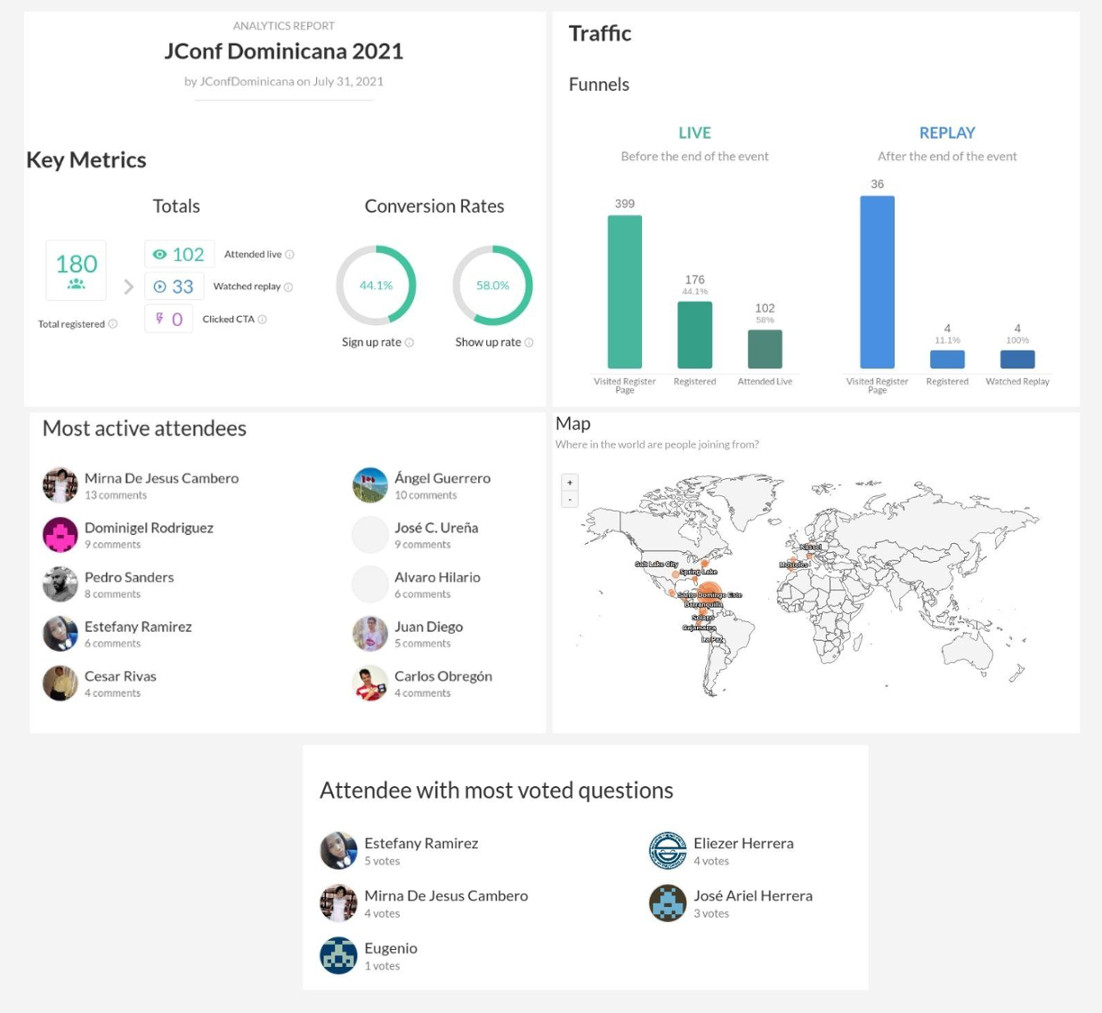 ANALYTICS REPORT
JConf Dominicana 2021
by JConfDominicana on July 31, 2021
Key Metrics
Totals
180
Total registered
102 Attended live
33 Watched replay
0 Clicked CTA
Conversion Rates
44.1%
58.0%
Sign up rate
Show up rate
Traffic
Funnels
LIVE
Before the end of the event
399
176
44.1%
102
58%
Visited Register
Page
Registered
Attended Live
REPLAY
After the end of the event
36
4
11.1%
4
100%
Visited Register
Page
Registered
Watched Replay
Most active attendees
Mirna De Jesus Cambero
13 comments
Ángel Guerrero
10 comments
Dominigel Rodriguez
9 comments
José C. Ureña
9 comments
Pedro Sanders
8 comments
Alvaro Hilario
6 comments
Estefany Ramirez
6 comments
Juan Diego
5 comments
Cesar Rivas
4 comments
Carlos Obregón
4 comments
Map
Where in the world are people joining from?
+
-
Salt Lake City
Spring Lake
Santo Domingo Este
Barranquilla
Cajamarca
La Paz
Móstoles
Attendee with most voted questions
Estefany Ramirez
5 votes
Eliezer Herrera
4 votes
Mirna De Jesus Cambero
4 votes
José Ariel Herrera
3 votes
Eugenio
1 votes